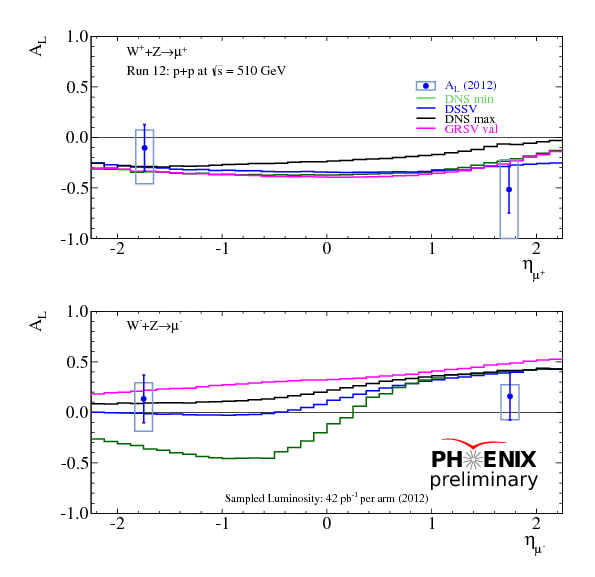 A_L
1.0
W⁺+Z→μ⁺
Run 12: p+p at √s = 510 GeV
0.5
A_L (2012)
DNS min
DSSV
DNS max
GRSV val
0.0
-0.5
-1.0
-2 -1 0 1 2
η_μ⁺
A_L
1.0
W⁻+Z→μ⁻
0.5
0.0
-0.5
PHENIX
preliminary
Sampled Luminosity: 42 pb⁻¹ per arm (2012)
-1.0
-2 -1 0 1 2
η_μ⁻